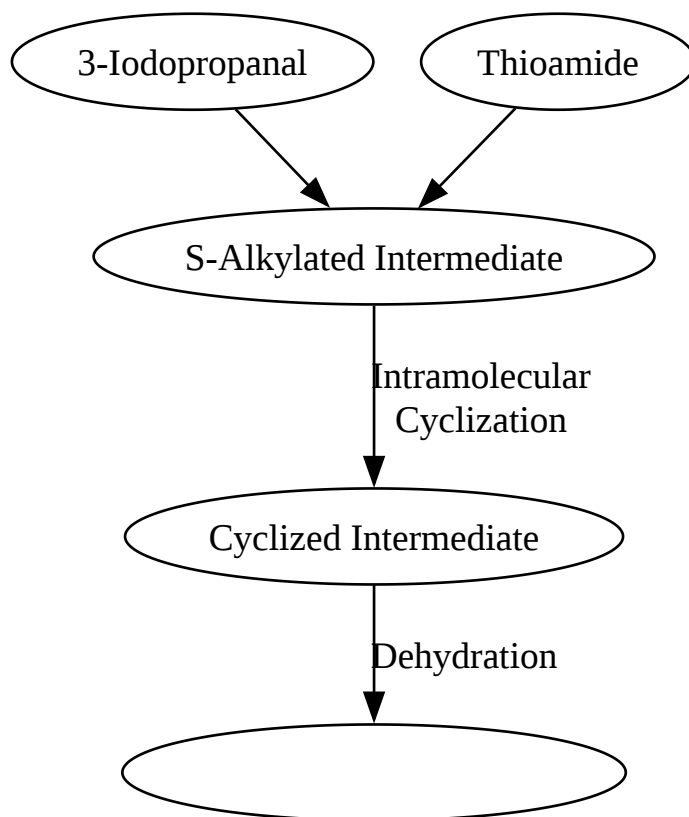 3-Iodopropanal
Thioamide
S-Alkylated Intermediate
Intramolecular
Cyclization
Cyclized Intermediate
Dehydration